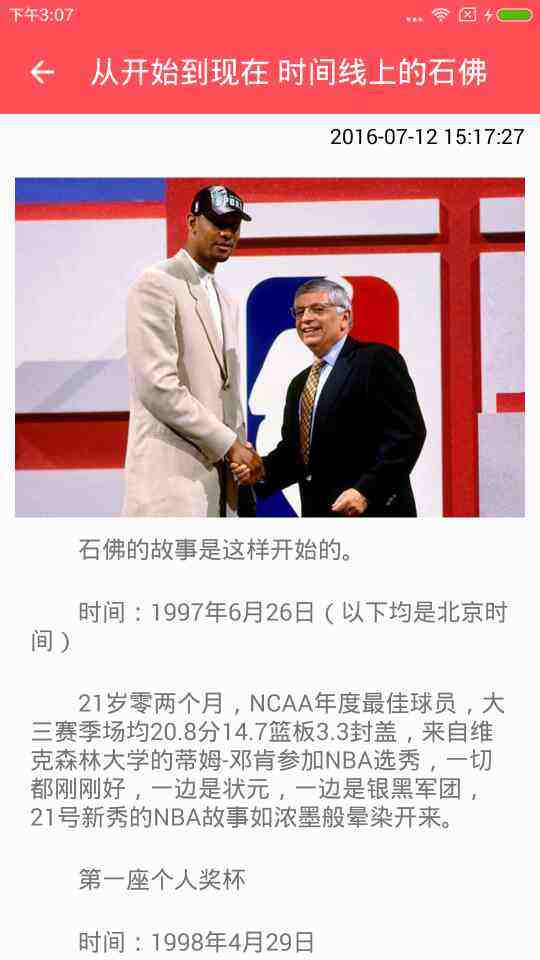 下午3:07
从开始到现在 时间线上的石佛
2016-07-12 15:17:27
石佛的故事是这样开始的。
时间：1997年6月26日（以下均是北京时
间）
21岁零两个月，NCAA年度最佳球员，大
三赛季场均20.8分14.7篮板3.3封盖，来自维
克森林大学的蒂姆-邓肯参加NBA选秀，一切
都刚刚好，一边是状元，一边是银黑军团，
21号新秀的NBA故事如浓墨般晕染开来。
第一座个人奖杯
时间：1998年4月29日